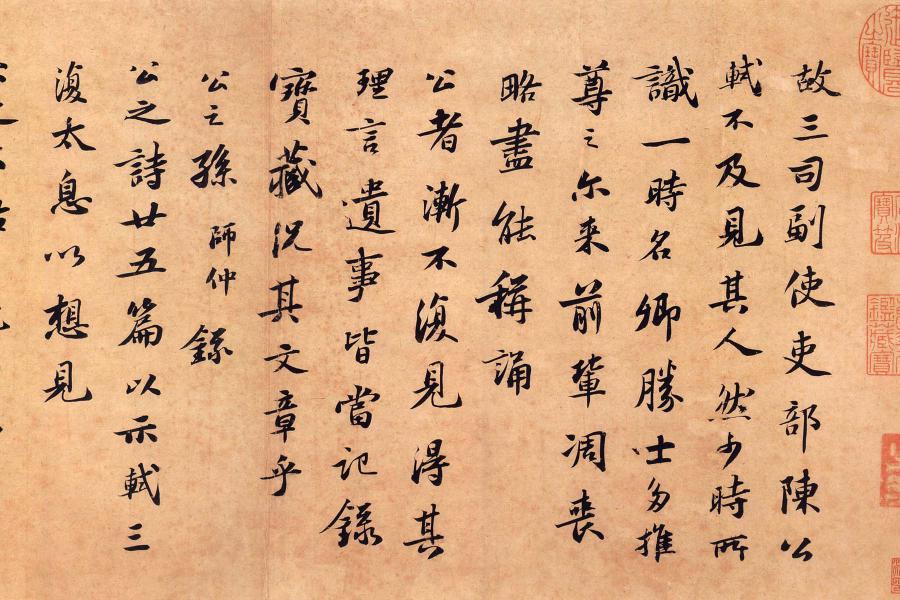 故三司副使吏部陳公
軾不及見其人然少時所
識一時名卿勝士多推
尊之尔来前輩凋喪
略盡能稱誦
公者漸不復見得其
理言遺事皆當記錄
寶藏況其文章乎
公之孫師仲錄
公之詩廿五篇以示軾三
復太息以想見